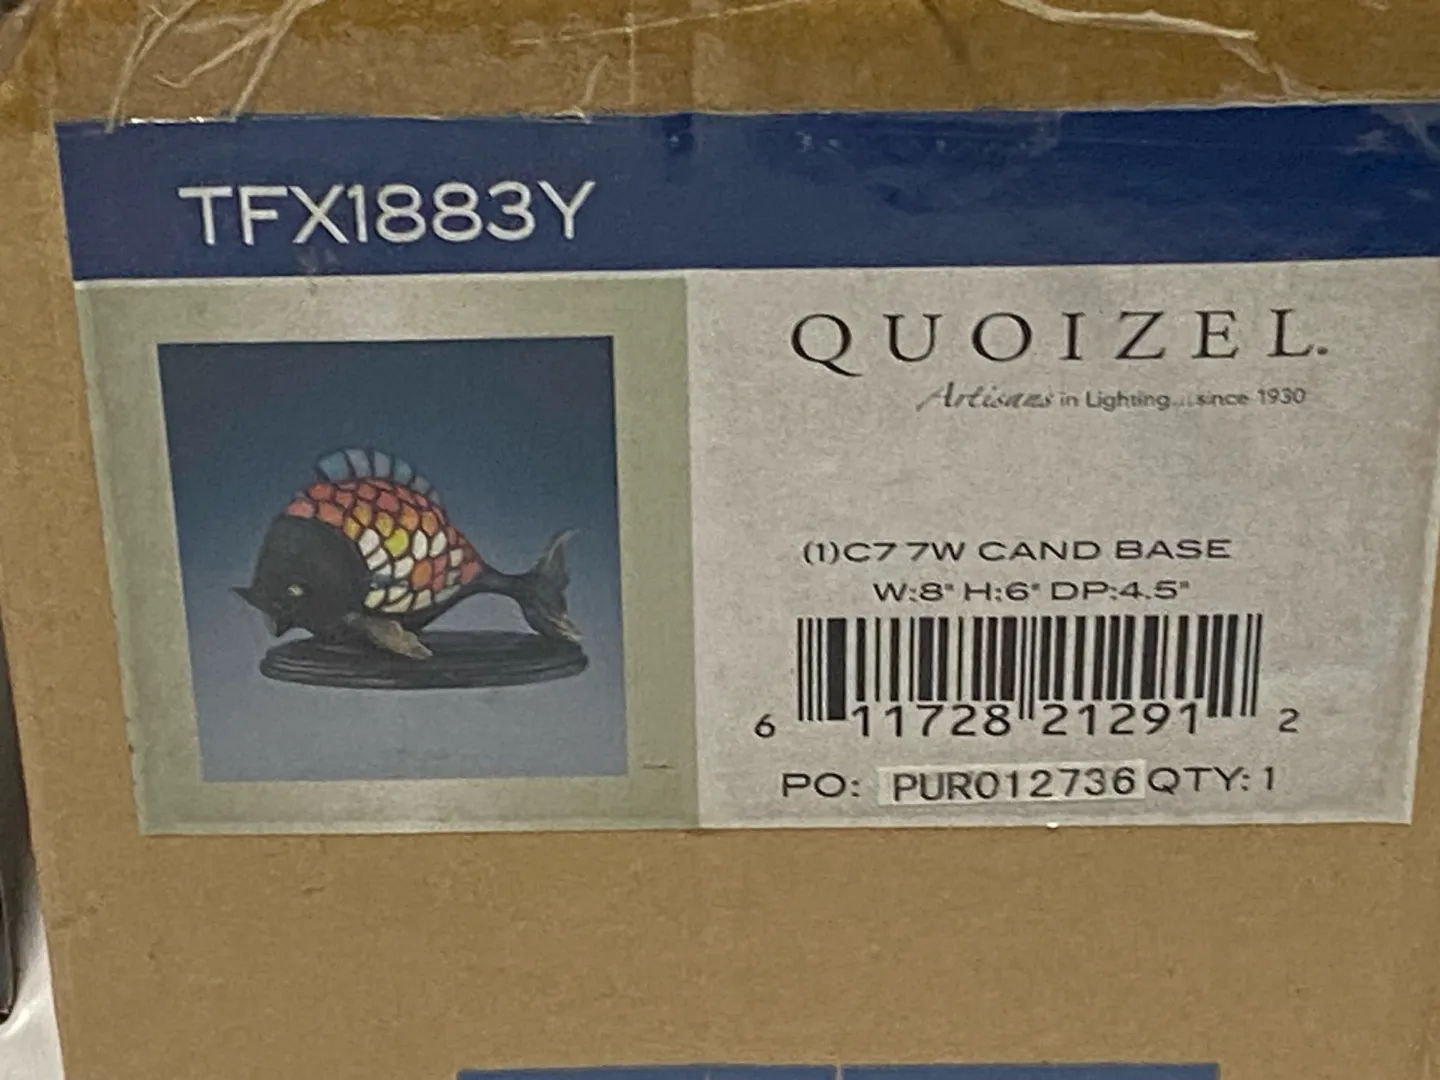 TFX1883Y
QUOIZEL.
Artisans in Lighting...since 1930
(1)C7 7W CAND BASE
W:8" H:6" DP:4.5"
6 11728 21291 2
PO: PUR012736 QTY: 1